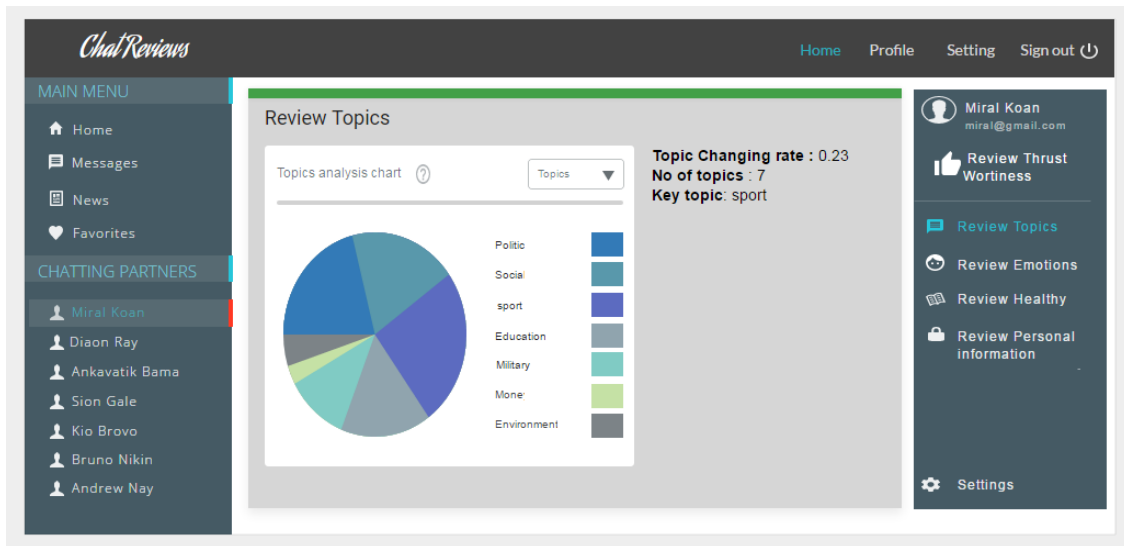 ChatReviews
Home Profile Setting Sign out
MAIN MENU
Home
Messages
News
Favorites
CHATTING PARTNERS
Miral Koan
Diaon Ray
Ankavatik Bama
Sion Gale
Kio Brovo
Bruno Nikin
Andrew Nay
Review Topics
Topics analysis chart ?
Topics
Politic
Social
sport
Education
Military
Mone
Environment
Topic Changing rate : 0.23
No of topics : 7
Key topic: sport
Miral Koan
miral@gmail.com
Review Thrust
Wortiness
Review Topics
Review Emotions
Review Healthy
Review Personal
information
Settings